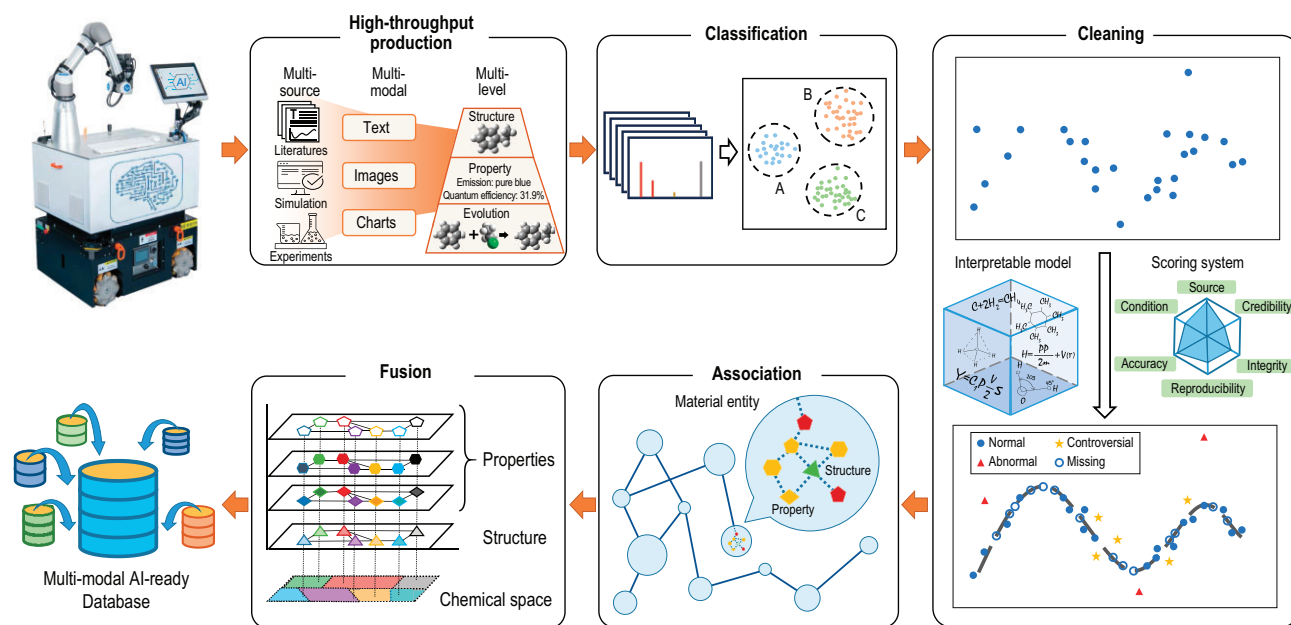 AI
High-throughput
production
Multi-
source
Multi-
modal
Multi-
level
Literatures
Simulation
Experiments
Text
Images
Charts
Structure
Property
Emission: pure blue
Quantum efficiency: 31.9%
Evolution
Classification
A
B
C
Cleaning
Interpretable model
Scoring system
Source
Condition
Credibility
Accuracy
Integrity
Reproducibility
Normal
Controversial
Abnormal
Missing
Association
Material entity
Structure
Property
Fusion
Properties
Structure
Chemical space
Multi-modal AI-ready
Database